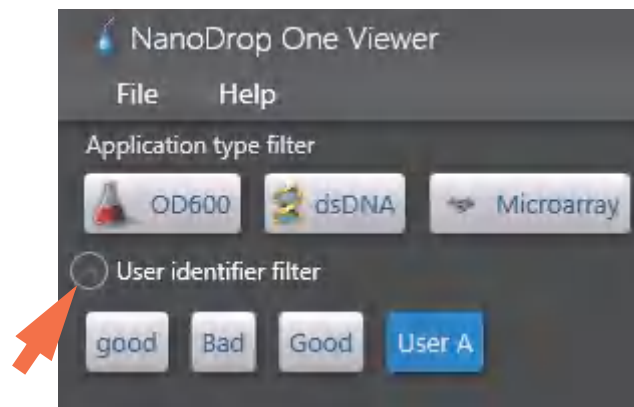 NanoDrop One Viewer
File Help
Application type filter
OD600 dsDNA Microarray
User identifier filter
good Bad Good User A